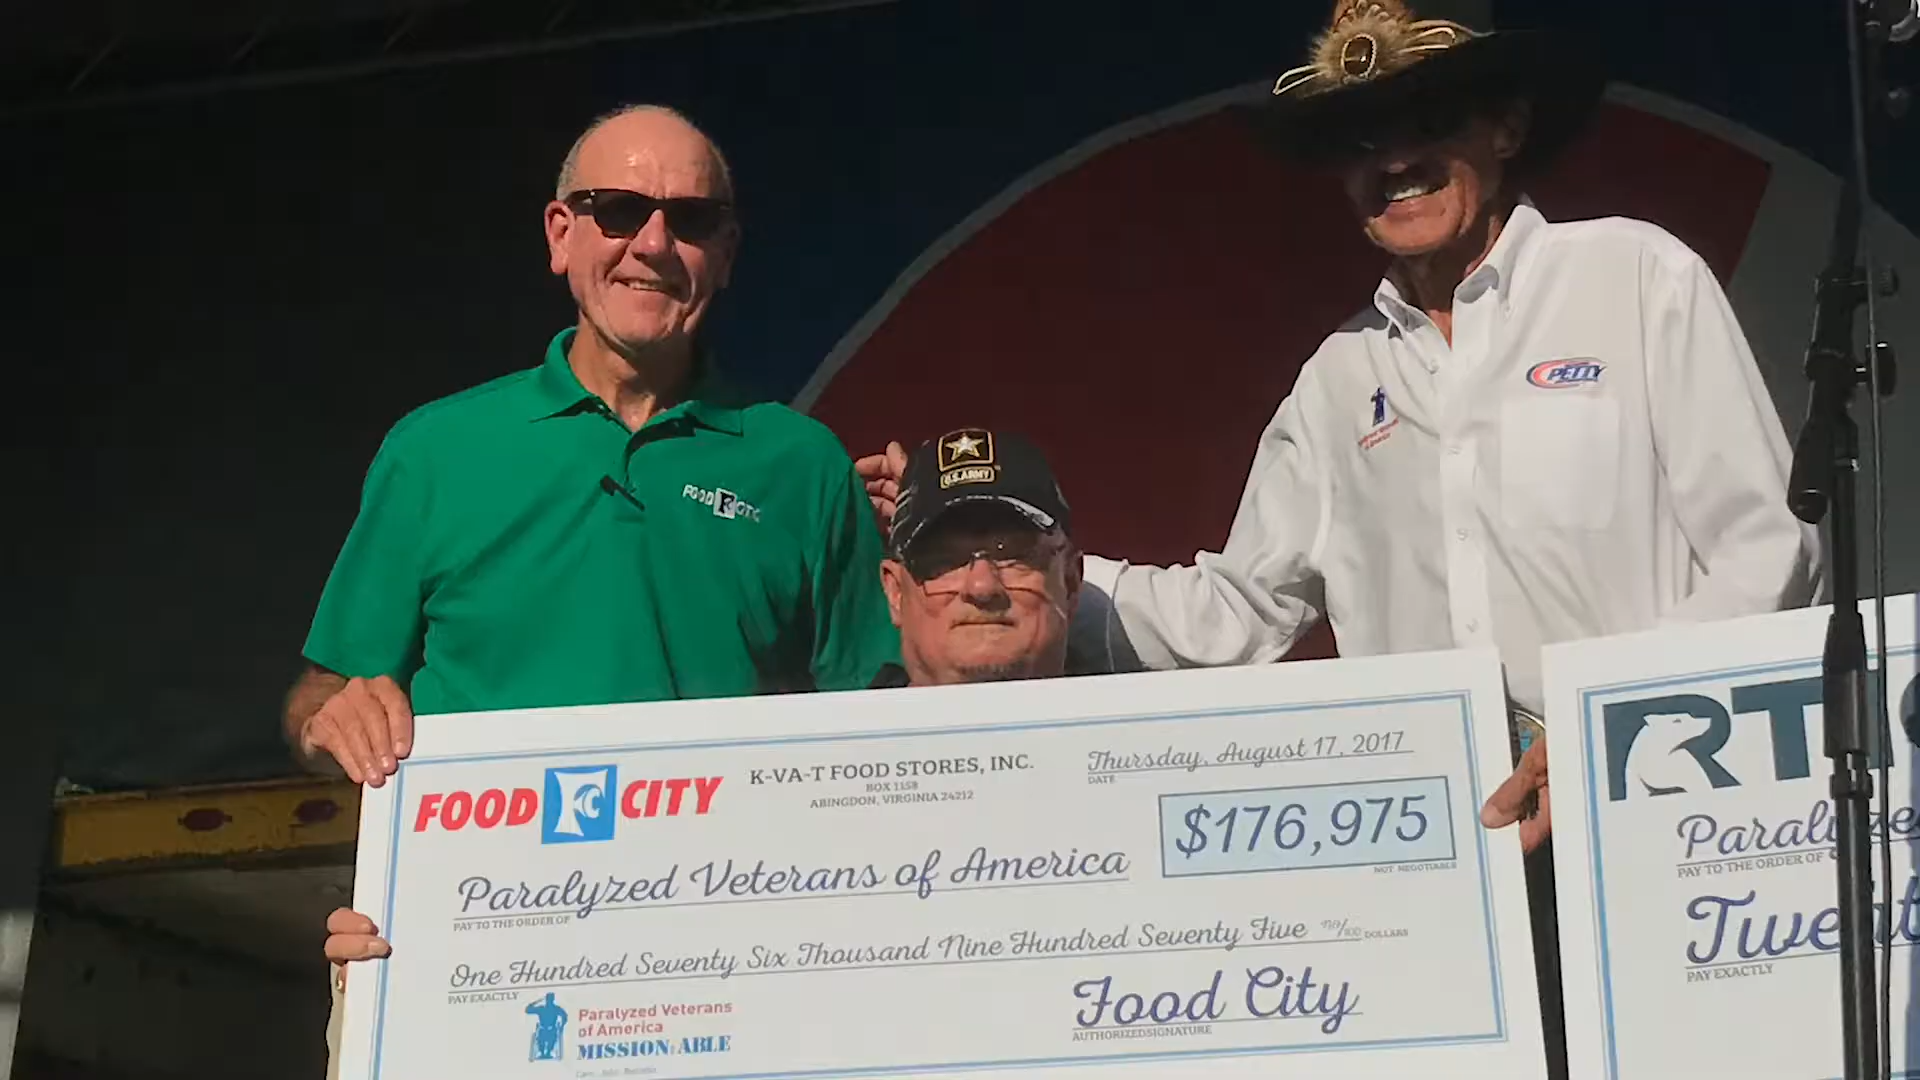 U.S.ARMY
FOOD CITY
PETTY
FOOD CITY
K-VA-T FOOD STORES, INC.
BOX 1158
ABINGDON, VIRGINIA 24212
Thursday, August 17, 2017
DATE
$176,975
NOT NEGOTIABLE
Paralyzed Veterans of America
PAY TO THE ORDER OF
One Hundred Seventy Six Thousand Nine Hundred Seventy Five no/100 DOLLARS
PAY EXACTLY
Paralyzed Veterans
of America
MISSION: ABLE
Food City
AUTHORIZED SIGNATURE
PAY TO THE ORDER OF
PAY EXACTLY